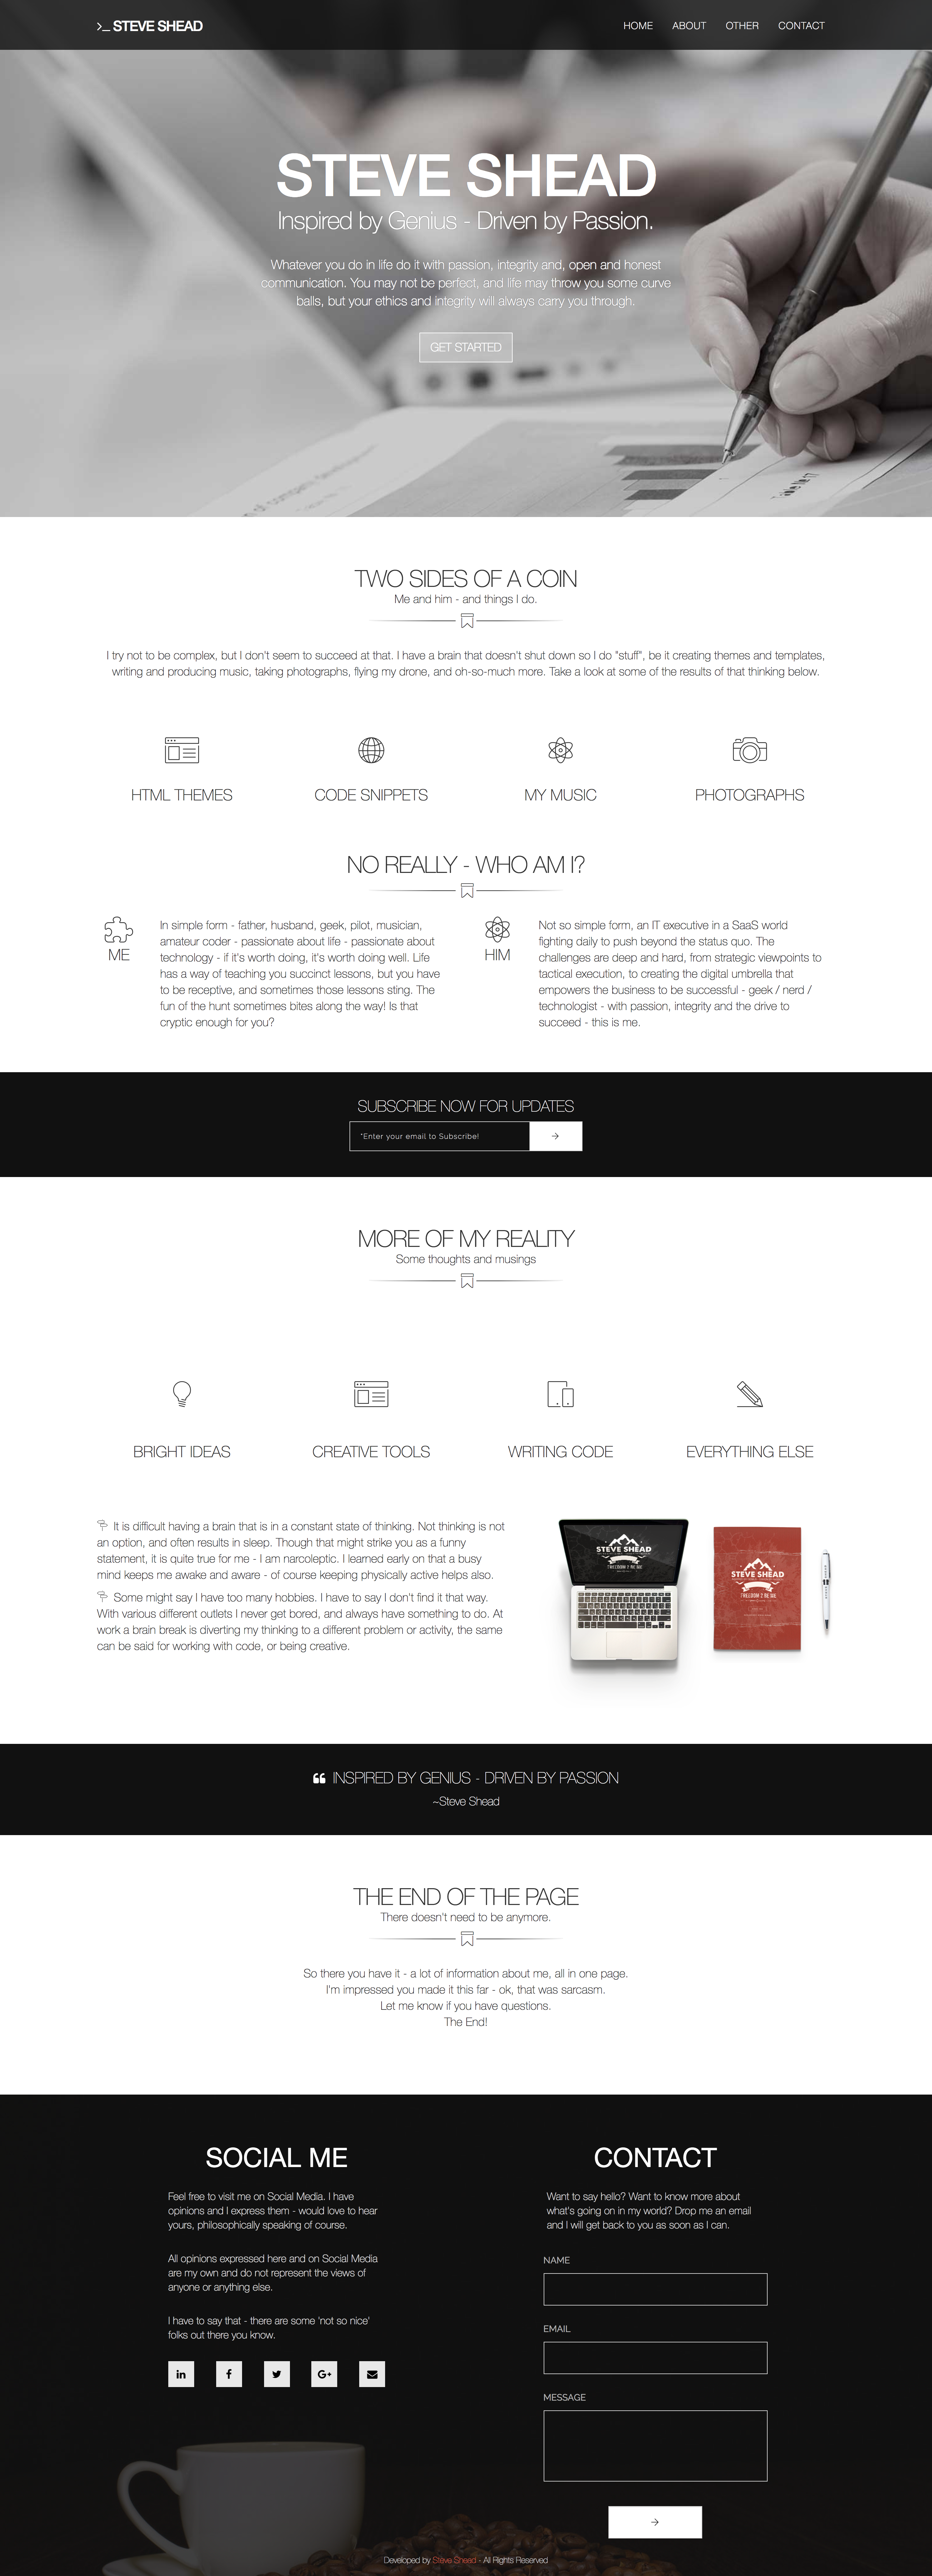 >_ STEVE SHEAD
HOME ABOUT OTHER CONTACT
STEVE SHEAD
Inspired by Genius - Driven by Passion.
Whatever you do in life do it with passion, integrity and, open and honest
communication. You may not be perfect, and life may throw you some curve
balls, but your ethics and integrity will always carry you through.
GET STARTED
TWO SIDES OF A COIN
Me and him - and things I do.
I try not to be complex, but I don't seem to succeed at that. I have a brain that doesn't shut down so I do "stuff", be it creating themes and templates,
writing and producing music, taking photographs, flying my drone, and oh-so-much more. Take a look at some of the results of that thinking below.
HTML THEMES
CODE SNIPPETS
MY MUSIC
PHOTOGRAPHS
NO REALLY - WHO AM I?
ME
In simple form - father, husband, geek, pilot, musician,
amateur coder - passionate about life - passionate about
technology - if it's worth doing, it's worth doing well. Life
has a way of teaching you succinct lessons, but you have
to be receptive, and sometimes those lessons sting. The
fun of the hunt sometimes bites along the way! Is that
cryptic enough for you?
HIM
Not so simple form, an IT executive in a SaaS world
fighting daily to push beyond the status quo. The
challenges are deep and hard, from strategic viewpoints to
tactical execution, to creating the digital umbrella that
empowers the business to be successful - geek / nerd /
technologist - with passion, integrity and the drive to
succeed - this is me.
SUBSCRIBE NOW FOR UPDATES
*Enter your email to Subscribe!
MORE OF MY REALITY
Some thoughts and musings
BRIGHT IDEAS
CREATIVE TOOLS
WRITING CODE
EVERYTHING ELSE
It is difficult having a brain that is in a constant state of thinking. Not thinking is not
an option, and often results in sleep. Though that might strike you as a funny
statement, it is quite true for me - I am narcoleptic. I learned early on that a busy
mind keeps me awake and aware - of course keeping physically active helps also.
Some might say I have too many hobbies. I have to say I don't find it that way.
With various different outlets I never get bored, and always have something to do. At
work a brain break is diverting my thinking to a different problem or activity, the same
can be said for working with code, or being creative.
STEVE SHEAD
STEVE SHEAD
INSPIRED BY GENIUS - DRIVEN BY PASSION
~Steve Shead
THE END OF THE PAGE
There doesn't need to be anymore.
So there you have it - a lot of information about me, all in one page.
I'm impressed you made it this far - ok, that was sarcasm.
Let me know if you have questions.
The End!
SOCIAL ME
Feel free to visit me on Social Media. I have
opinions and I express them - would love to hear
yours, philosophically speaking of course.
All opinions expressed here and on Social Media
are my own and do not represent the views of
anyone or anything else.
I have to say that - there are some 'not so nice'
folks out there you know.
in f G+
CONTACT
Want to say hello? Want to know more about
what's going on in my world? Drop me an email
and I will get back to you as soon as I can.
NAME
EMAIL
MESSAGE
Developed by Steve Shead - All Rights Reserved